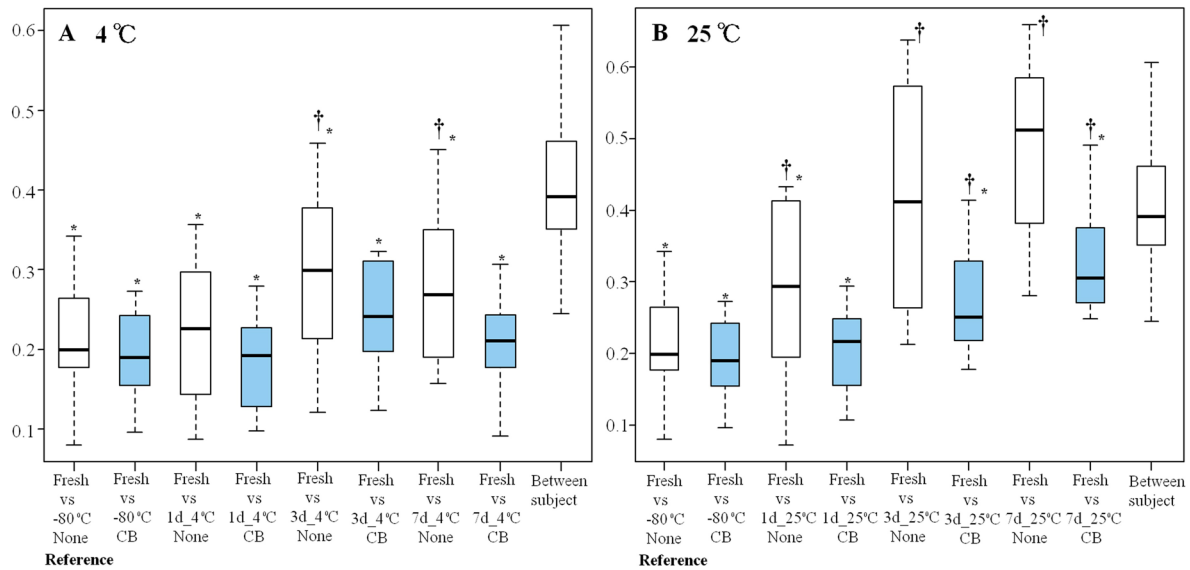 A 4℃
0.6
0.5
0.4
0.3
0.2
0.1
†
*
†
*
*
*
*
*
*
*
Fresh vs -80℃ None
Fresh vs -80℃ CB
Fresh vs 1d_4℃ None
Fresh vs 1d_4℃ CB
Fresh vs 3d_4℃ None
Fresh vs 3d_4℃ CB
Fresh vs 7d_4℃ None
Fresh vs 7d_4℃ CB
Between subject
Reference
B 25℃
0.6
0.5
0.4
0.3
0.2
0.1
†
†
†
*
†
*
†
*
*
*
*
Fresh vs -80℃ None
Fresh vs -80℃ CB
Fresh vs 1d_25℃ None
Fresh vs 1d_25℃ CB
Fresh vs 3d_25℃ None
Fresh vs 3d_25℃ CB
Fresh vs 7d_25℃ None
Fresh vs 7d_25℃ CB
Between subject
Reference